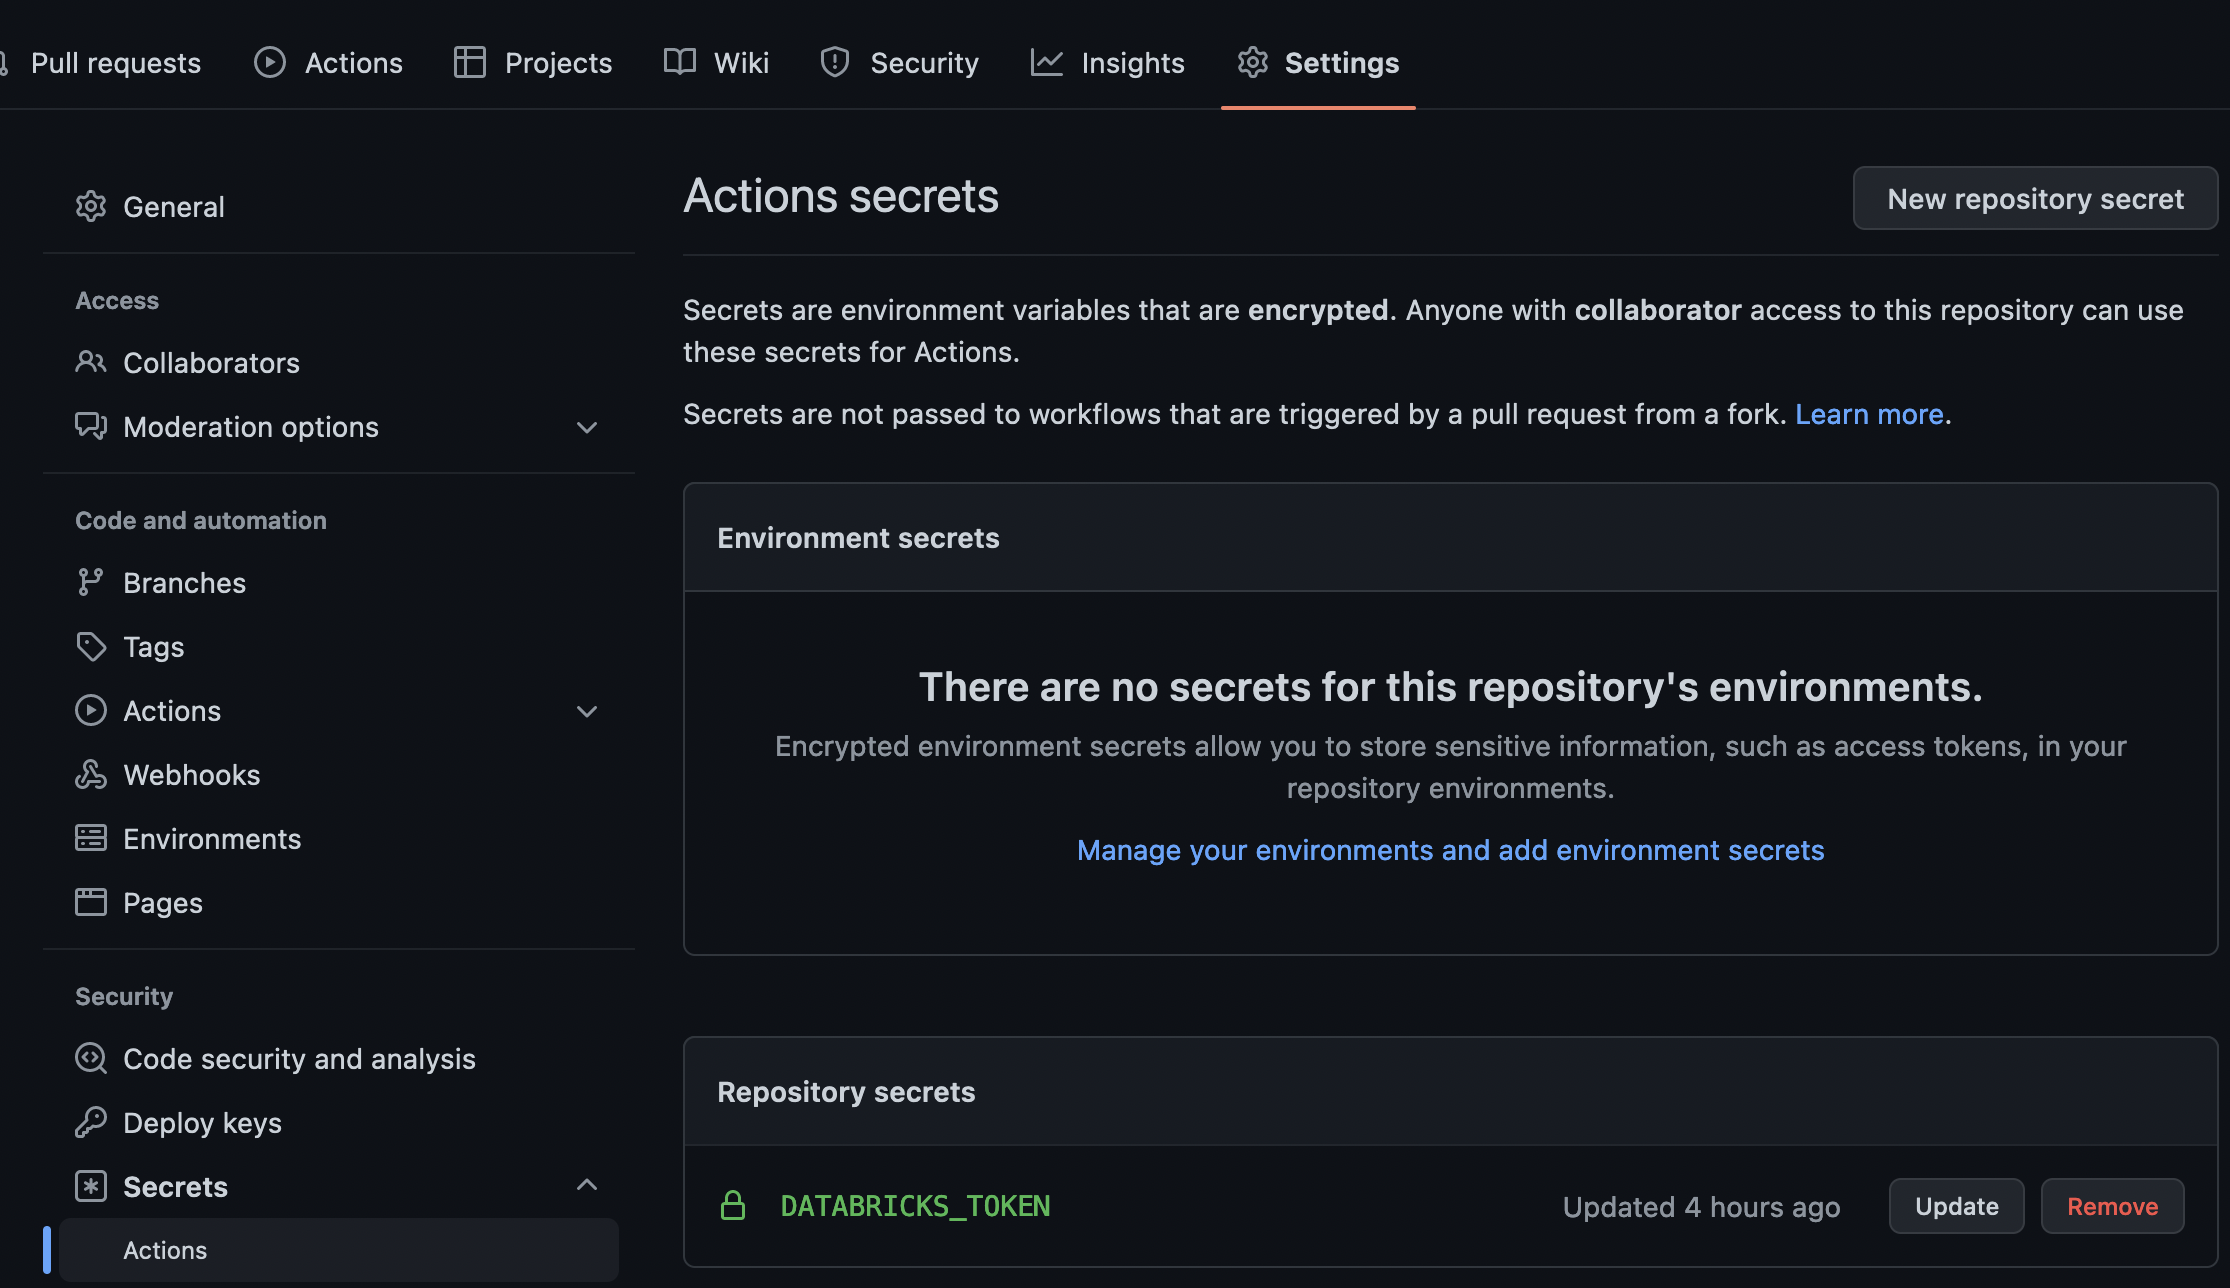 Pull requests
Actions
Projects
Wiki
Security
Insights
Settings
General
Access
Collaborators
Moderation options
Code and automation
Branches
Tags
Actions
Webhooks
Environments
Pages
Security
Code security and analysis
Deploy keys
Secrets
Actions
Actions secrets
New repository secret
Secrets are environment variables that are encrypted. Anyone with collaborator access to this repository can use
these secrets for Actions.
Secrets are not passed to workflows that are triggered by a pull request from a fork. Learn more.
Environment secrets
There are no secrets for this repository's environments.
Encrypted environment secrets allow you to store sensitive information, such as access tokens, in your
repository environments.
Manage your environments and add environment secrets
Repository secrets
DATABRICKS_TOKEN
Updated 4 hours ago
Update
Remove